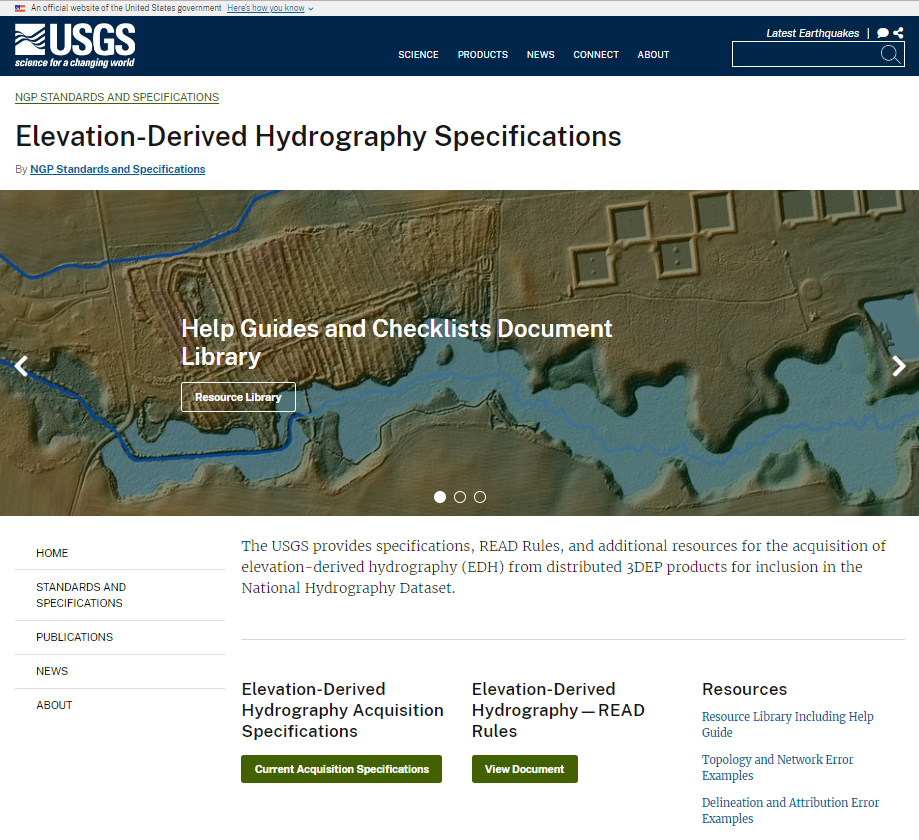 An official website of the United States government Here's how you know
USGS
science for a changing world
Latest Earthquakes |
SCIENCE PRODUCTS NEWS CONNECT ABOUT
NGP STANDARDS AND SPECIFICATIONS
Elevation-Derived Hydrography Specifications
By NGP Standards and Specifications
Help Guides and Checklists Document
Library
Resource Library
HOME
STANDARDS AND
SPECIFICATIONS
PUBLICATIONS
NEWS
ABOUT
The USGS provides specifications, READ Rules, and additional resources for the acquisition of
elevation-derived hydrography (EDH) from distributed 3DEP products for inclusion in the
National Hydrography Dataset.
Elevation-Derived
Hydrography Acquisition
Specifications
Current Acquisition Specifications
Elevation-Derived
Hydrography—READ
Rules
View Document
Resources
Resource Library Including Help
Guide
Topology and Network Error
Examples
Delineation and Attribution Error
Examples